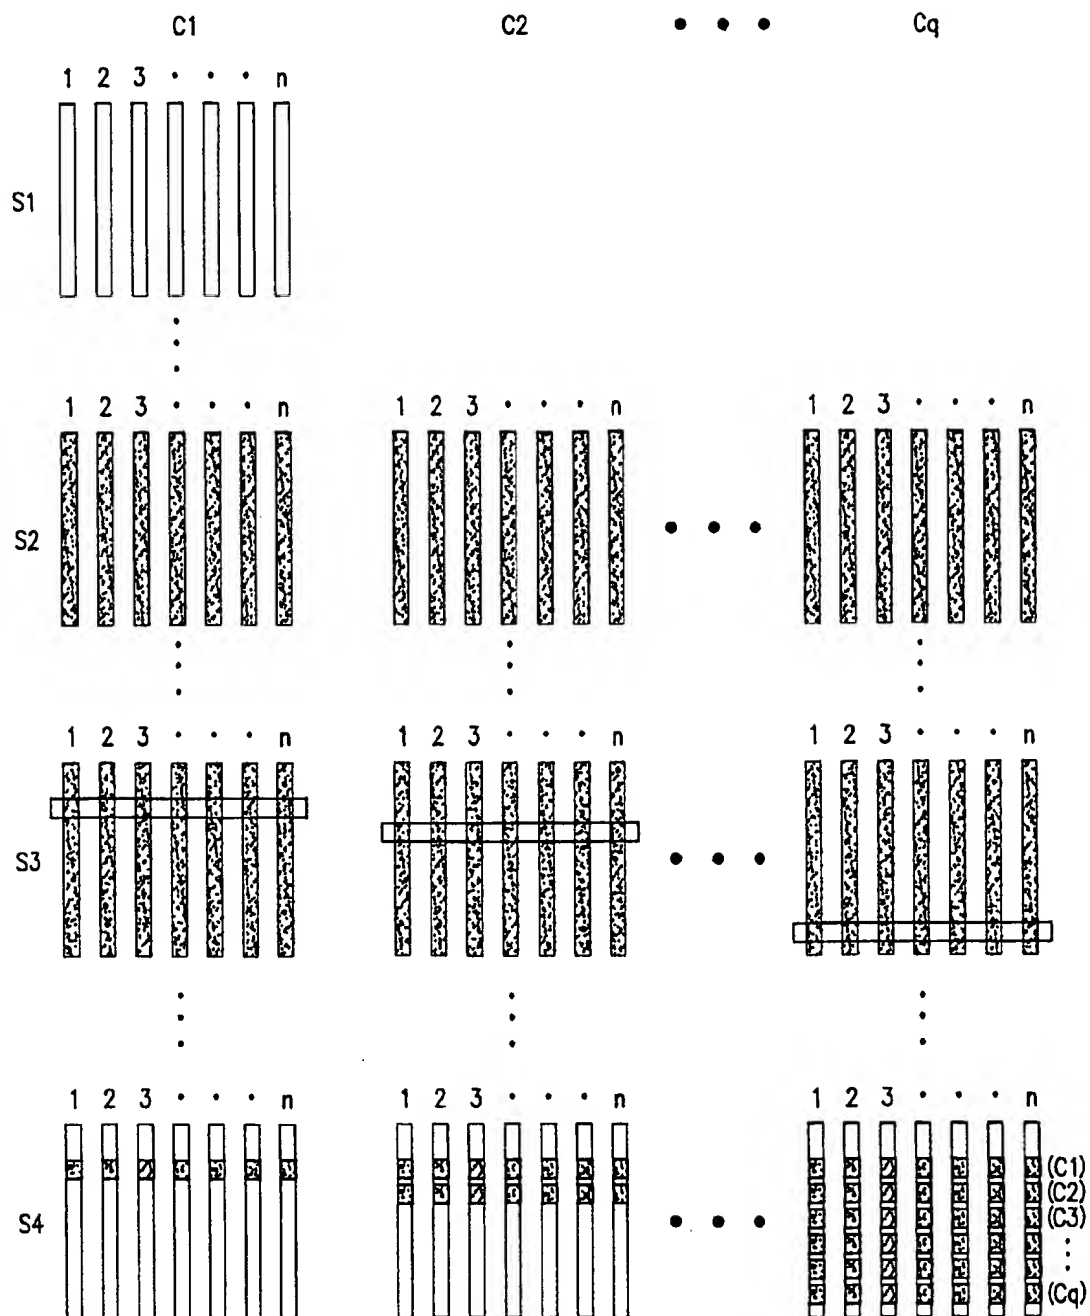 C1 C2 • • • Cq
1 2 3 · · · n
S1
1 2 3 · · · n 1 2 3 · · · n 1 2 3 · · · n
S2 • • •
1 2 3 · · · n 1 2 3 · · · n 1 2 3 · · · n
S3 • • •
1 2 3 · · · n 1 2 3 · · · n 1 2 3 · · · n
(C1)
(C2)
S4 • • • (C3)
(Cq)